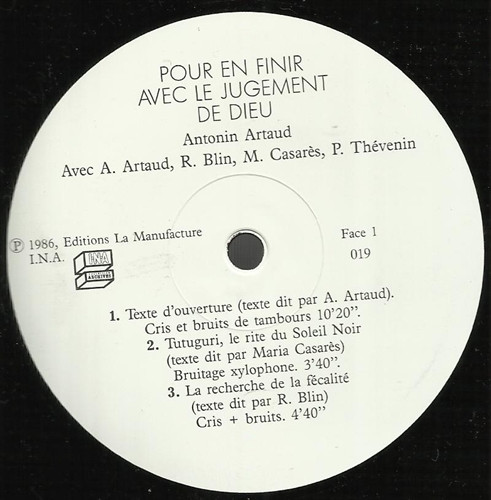 POUR EN FINIR
AVEC LE JUGEMENT
DE DIEU
Antonin Artaud
Avec A. Artaud, R. Blin, M. Casarès, P. Thévenin
Ⓟ 1986, Editions La Manufacture
I.N.A.
INA
ARCHIVES
Face 1
019
1. Texte d'ouverture (texte dit par A. Artaud).
Cris et bruits de tambours 10'20".
2. Tutuguri, le rite du Soleil Noir
(texte dit par Maria Casarès)
Bruitage xylophone. 3'40".
3. La recherche de la fécalité
(texte dit par R. Blin)
Cris + bruits. 4'40"